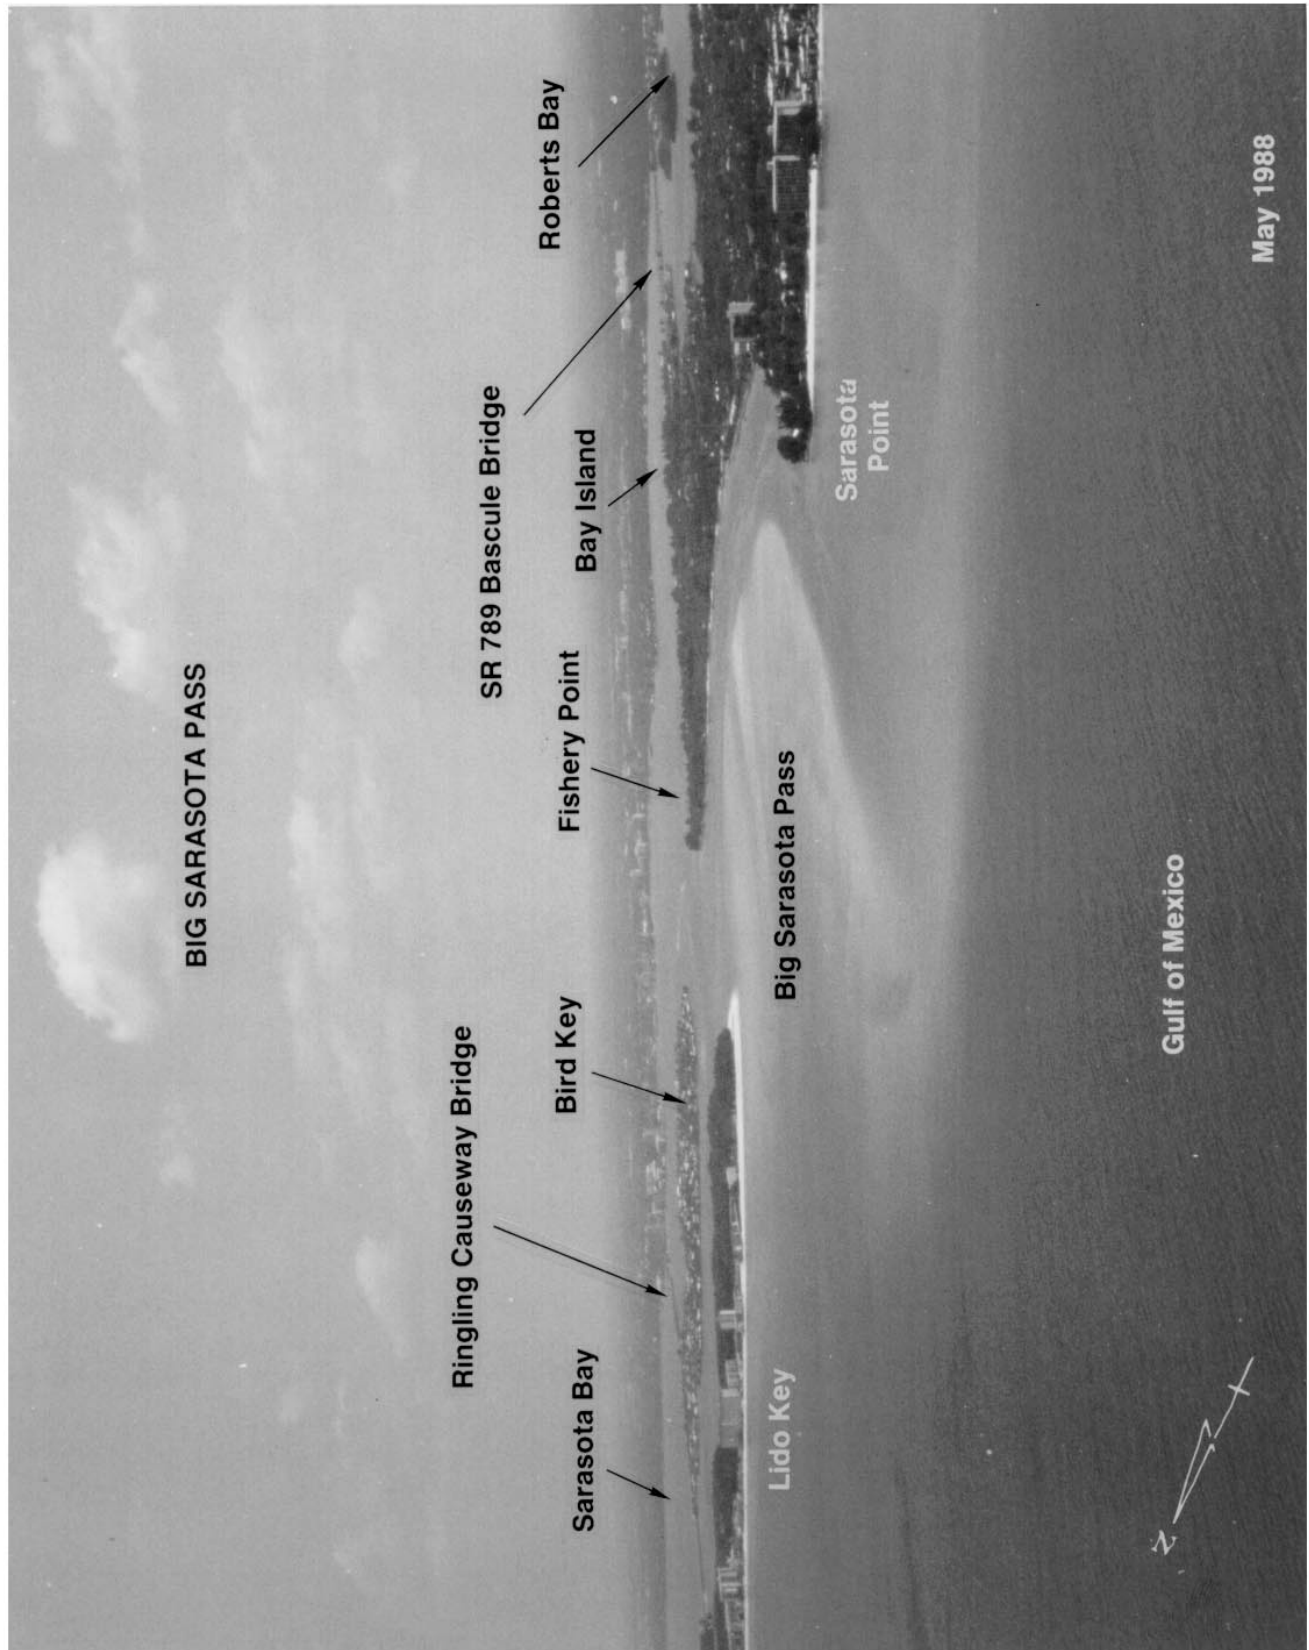 BIG SARASOTA PASS
Ringling Causeway Bridge
SR 789 Bascule Bridge
Roberts Bay
Sarasota Bay
Bird Key
Fishery Point
Bay Island
Lido Key
Big Sarasota Pass
Sarasota
Point
Gulf of Mexico
May 1988
N